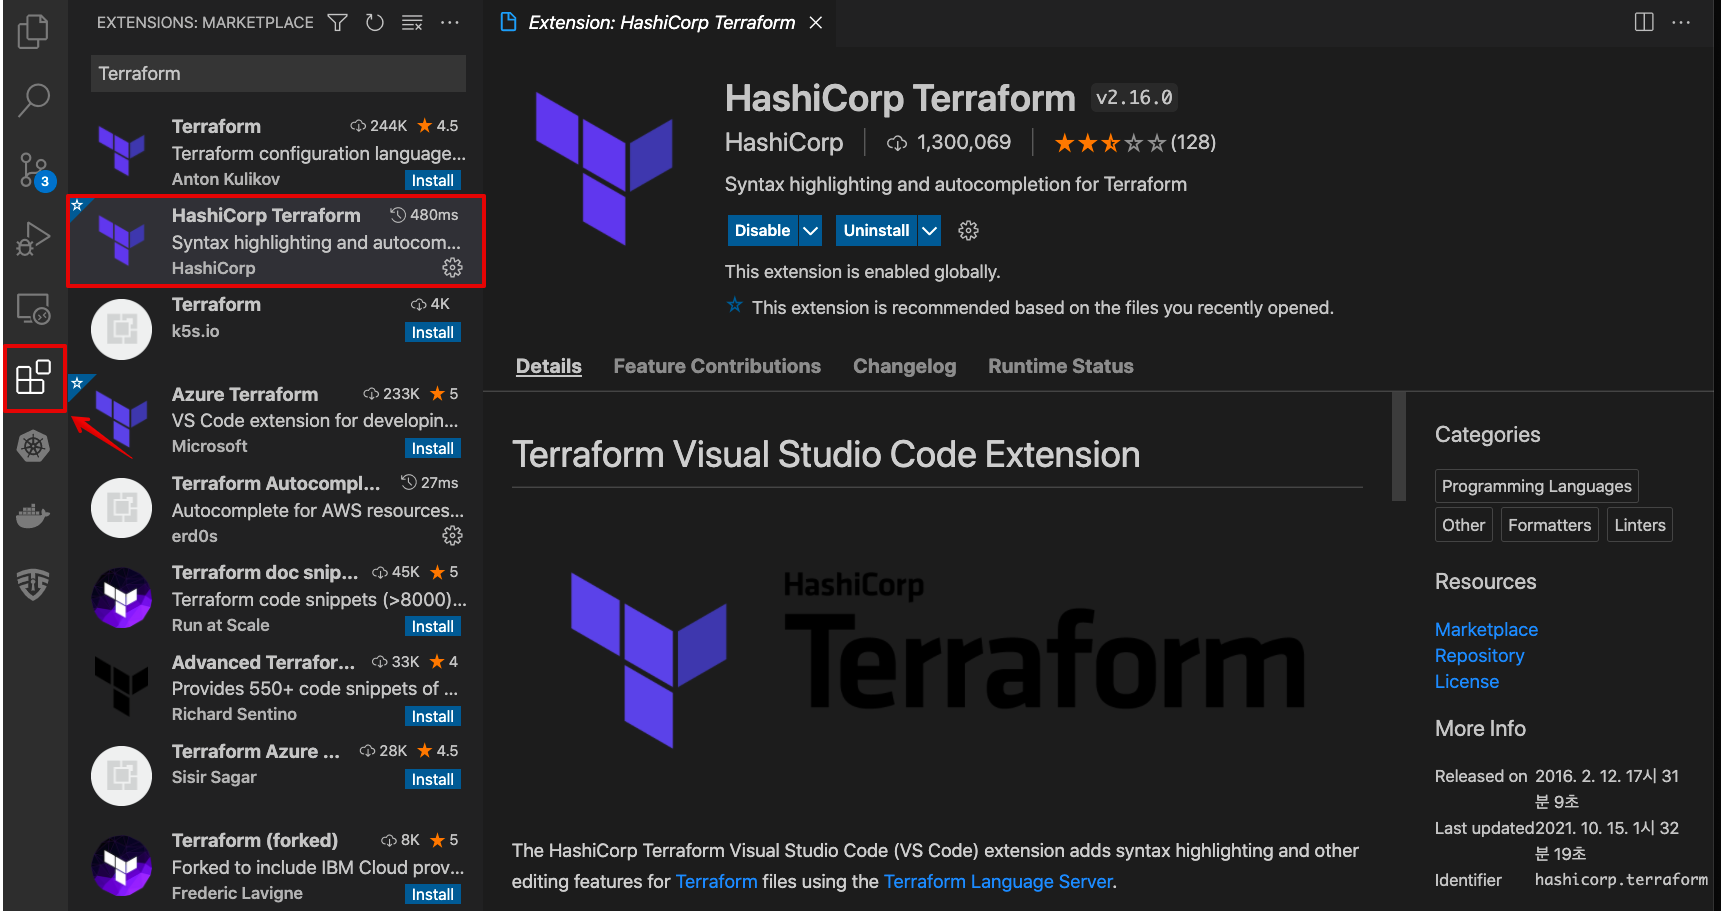 EXTENSIONS: MARKETPLACE
Terraform
Terraform 244K 4.5
Terraform configuration language...
Anton Kulikov Install
3
HashiCorp Terraform 480ms
Syntax highlighting and autocom...
HashiCorp
Terraform 4K
k5s.io Install
Azure Terraform 233K 5
VS Code extension for developin...
Microsoft Install
Terraform Autocompl... 27ms
Autocomplete for AWS resources...
erd0s
Terraform doc snip... 45K 5
Terraform code snippets (>8000)...
Run at Scale Install
Advanced Terrafor... 33K 4
Provides 550+ code snippets of ...
Richard Sentino Install
Terraform Azure ... 28K 4.5
Sisir Sagar Install
Terraform (forked) 8K 5
Forked to include IBM Cloud prov...
Frederic Lavigne Install
Extension: HashiCorp Terraform
HashiCorp Terraform v2.16.0
HashiCorp 1,300,069 (128)
Syntax highlighting and autocompletion for Terraform
Disable Uninstall
This extension is enabled globally.
This extension is recommended based on the files you recently opened.
Details Feature Contributions Changelog Runtime Status
Terraform Visual Studio Code Extension
HashiCorp
Terraform
The HashiCorp Terraform Visual Studio Code (VS Code) extension adds syntax highlighting and other
editing features for Terraform files using the Terraform Language Server.
Categories
Programming Languages
Other Formatters Linters
Resources
Marketplace
Repository
License
More Info
Released on 2016. 2. 12. 17시 31
분 9초
Last updated 2021. 10. 15. 1시 32
분 19초
Identifier hashicorp.terraform